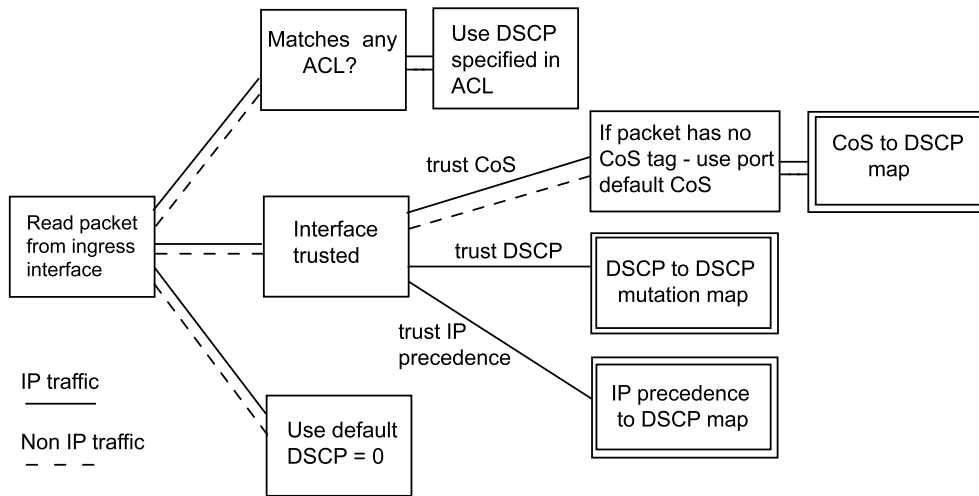 Matches any
ACL?
Use DSCP
specified in
ACL
If packet has no
CoS tag - use port
default CoS
CoS to DSCP
map
trust CoS
Read packet
from ingress
interface
Interface
trusted
trust DSCP
DSCP to DSCP
mutation map
trust IP
precedence
IP precedence
to DSCP map
IP traffic
Non IP traffic
Use default
DSCP = 0